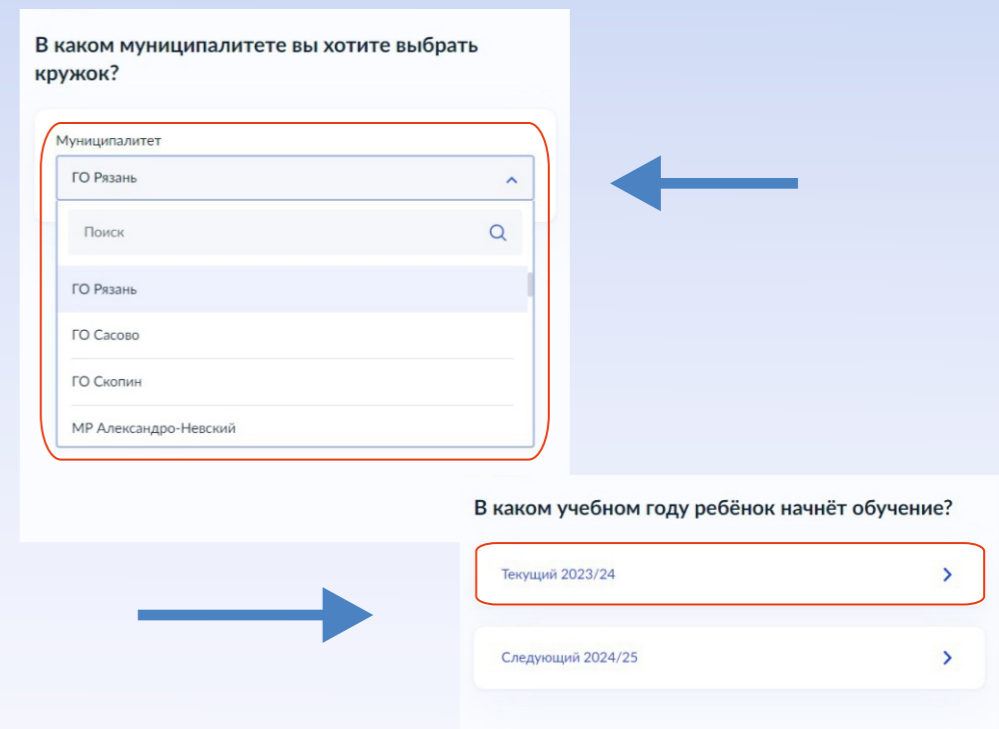 В каком муниципалитете вы хотите выбрать
кружок?
Муниципалитет
ГО Рязань
Поиск
ГО Рязань
ГО Сасово
ГО Скопин
МР Александро-Невский
В каком учебном году ребёнок начнёт обучение?
Текущий 2023/24
Следующий 2024/25